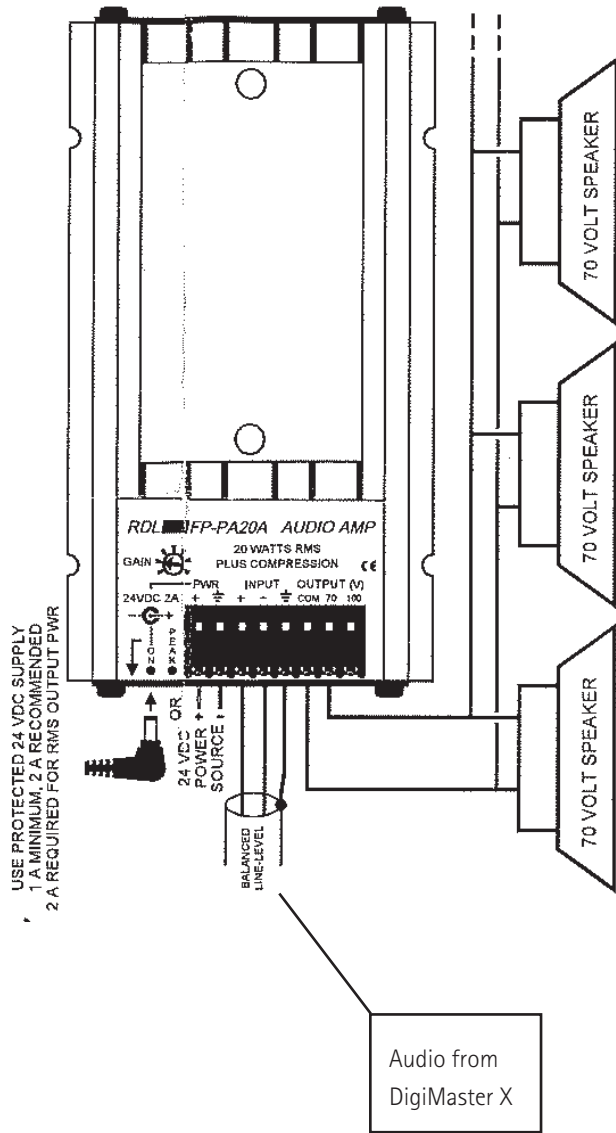 USE PROTECTED 24 VDC SUPPLY
1 A MINIMUM, 2 A RECOMMENDED
2 A REQUIRED FOR RMS OUTPUT PWR
RDL FP-PA20A AUDIO AMP
20 WATTS RMS
PLUS COMPRESSION CE
GAIN
24VDC 2A
- +
ON
PEAK
PWR INPUT OUTPUT (V)
+ + - COM 70 100
OR
24 VDC
POWER +
SOURCE -
BALANCED
LINE-LEVEL
70 VOLT SPEAKER
70 VOLT SPEAKER
70 VOLT SPEAKER
Audio from
DigiMaster X